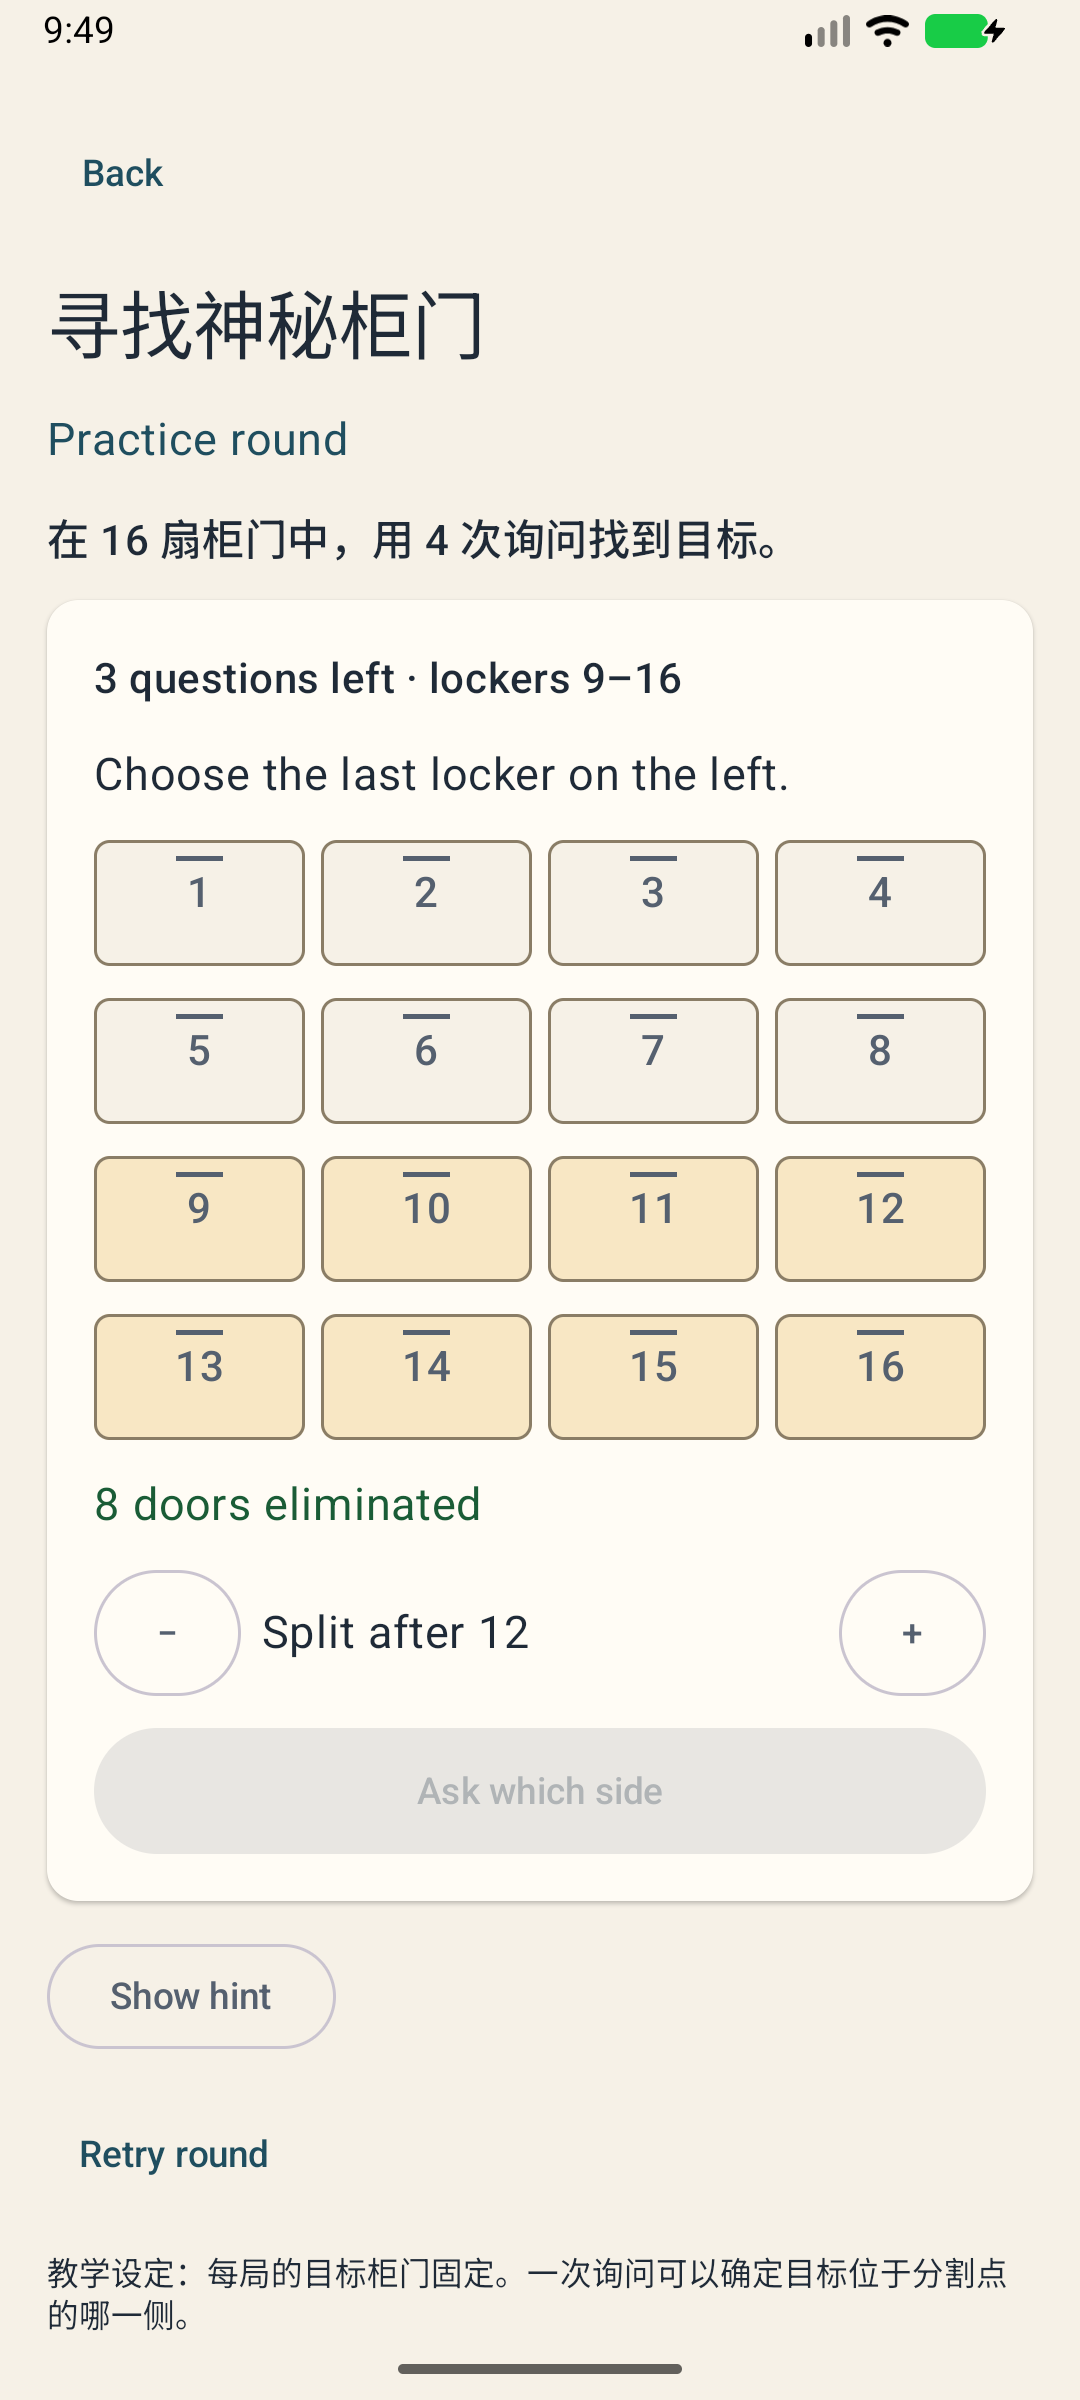 9:49
Back
寻找神秘柜门
Practice round
在 16 扇柜门中，用 4 次询问找到目标。
3 questions left · lockers 9–16
Choose the last locker on the left.
1 2 3 4
5 6 7 8
9 10 11 12
13 14 15 16
8 doors eliminated
− Split after 12 +
Ask which side
Show hint
Retry round
教学设定：每局的目标柜门固定。一次询问可以确定目标位于分割点
的哪一侧。